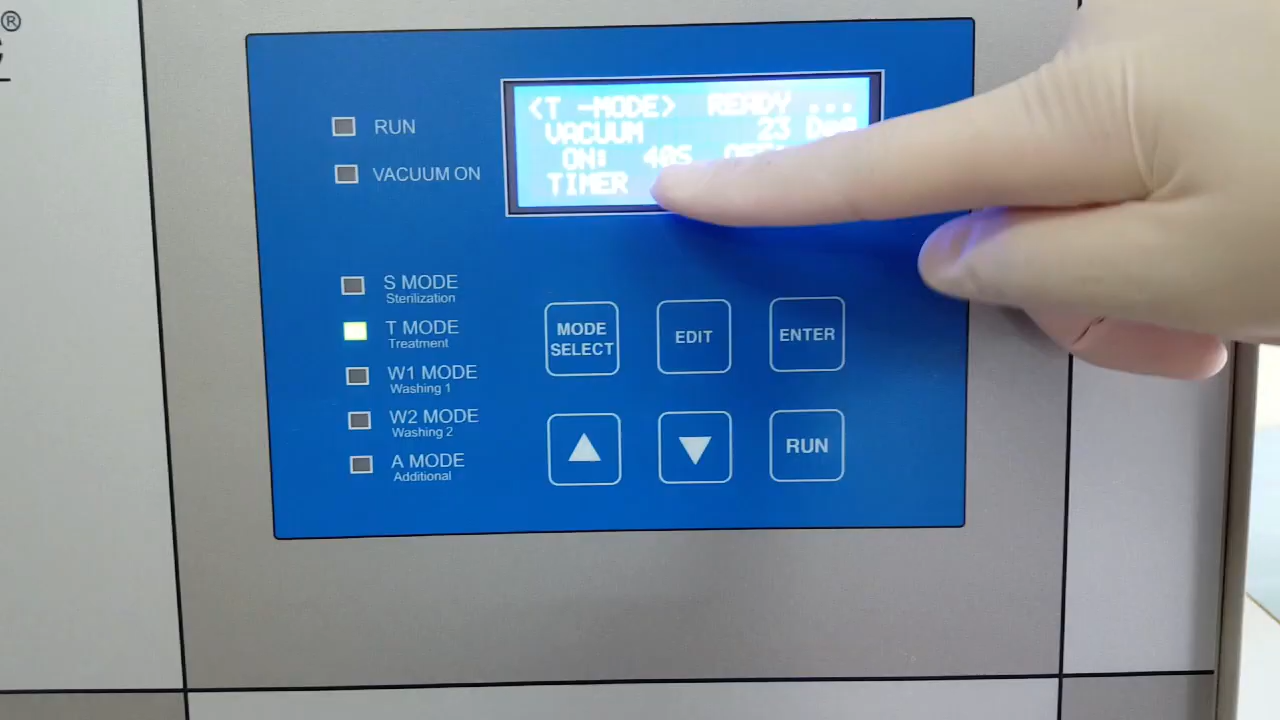 ®
<T -MODE> READY ...
VACUUM 23
ON: 40S
TIMER
RUN
VACUUM ON
S MODE
Sterilization
T MODE
Treatment
W1 MODE
Washing 1
W2 MODE
Washing 2
A MODE
Additional
MODE
SELECT
EDIT
ENTER
RUN